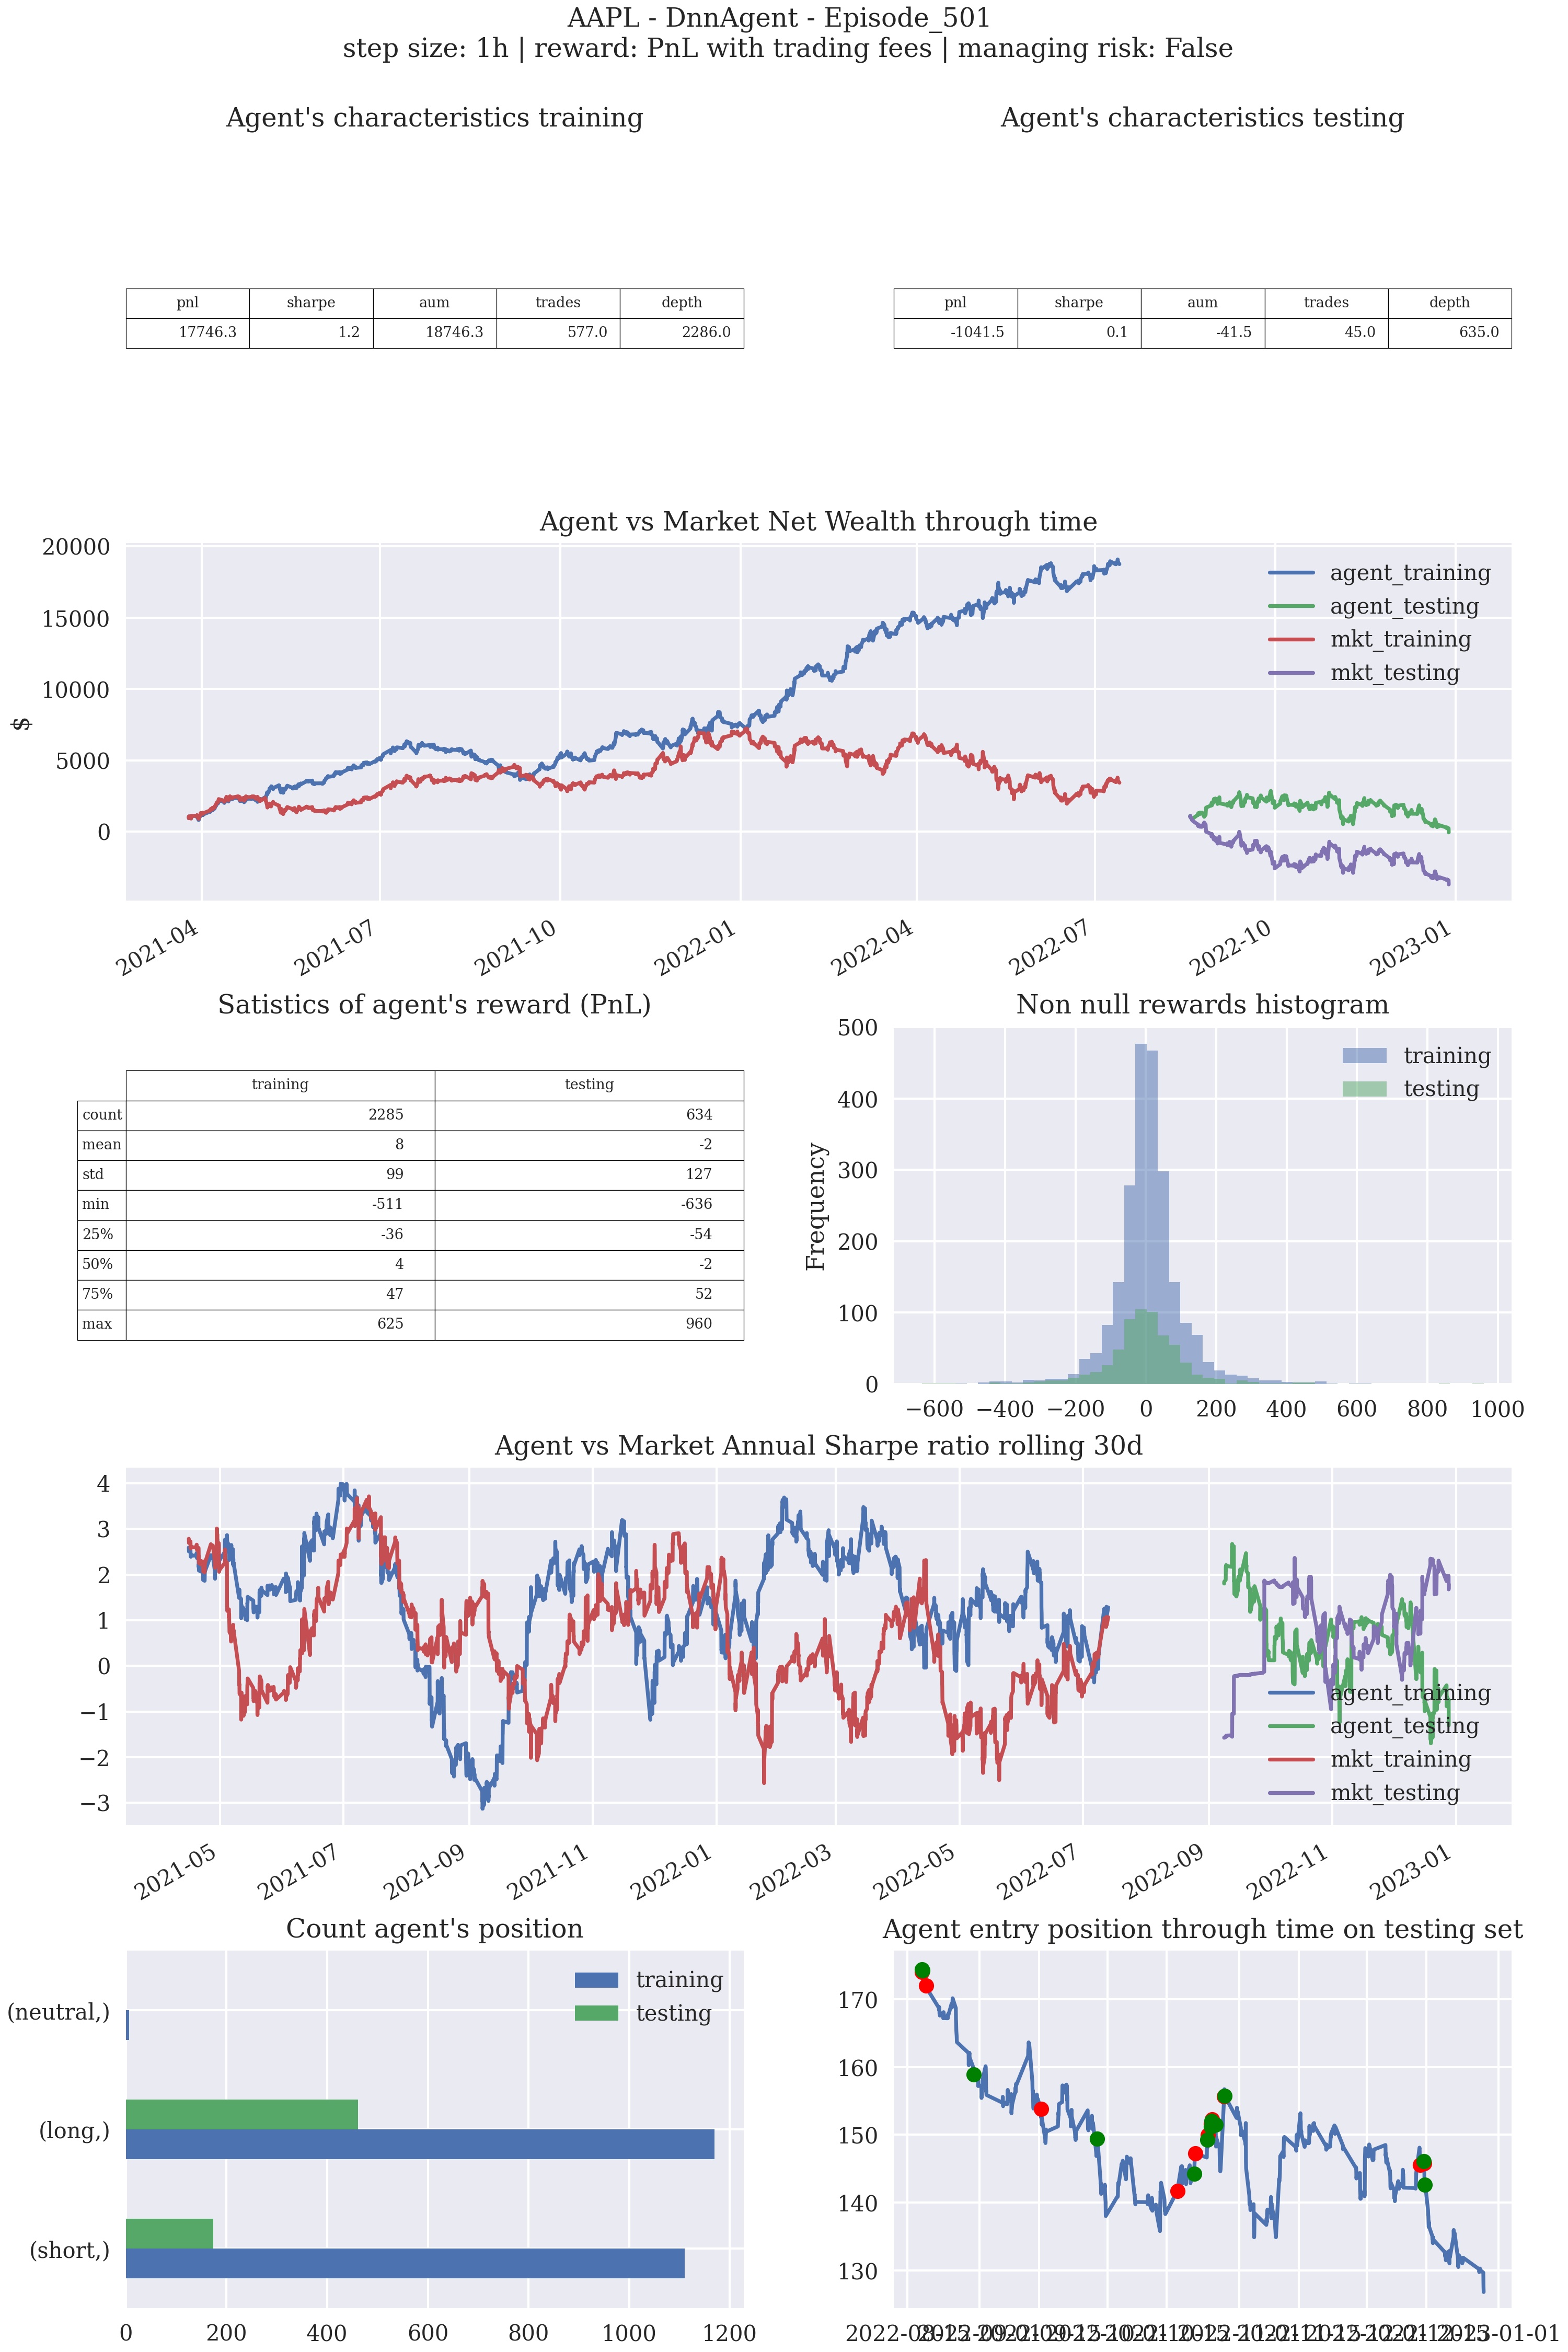 AAPL - DnnAgent - Episode_501
step size: 1h | reward: PnL with trading fees | managing risk: False
Agent's characteristics training
pnl sharpe aum trades depth
17746.3 1.2 18746.3 577.0 2286.0
Agent's characteristics testing
pnl sharpe aum trades depth
-1041.5 0.1 -41.5 45.0 635.0
Agent vs Market Net Wealth through time
$
20000
15000
10000
5000
0
agent_training
agent_testing
mkt_training
mkt_testing
2021-04 2021-07 2021-10 2022-01 2022-04 2022-07 2022-10 2023-01
Satistics of agent's reward (PnL)
training testing
count 2285 634
mean 8 -2
std 99 127
min -511 -636
25% -36 -54
50% 4 -2
75% 47 52
max 625 960
Non null rewards histogram
Frequency
500
400
300
200
100
0
training
testing
−600 −400 −200 0 200 400 600 800 1000
Agent vs Market Annual Sharpe ratio rolling 30d
4
3
2
1
0
−1
−2
−3
agent_training
agent_testing
mkt_training
mkt_testing
2021-05 2021-07 2021-09 2021-11 2022-01 2022-03 2022-05 2022-07 2022-09 2022-11 2023-01
Count agent's position
training
testing
(neutral,)
(long,)
(short,)
0 200 400 600 800 1000 1200
Agent entry position through time on testing set
170
160
150
140
130